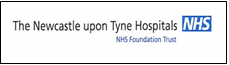 The Newcastle upon Tyne Hospitals NHS
NHS Foundation Trust